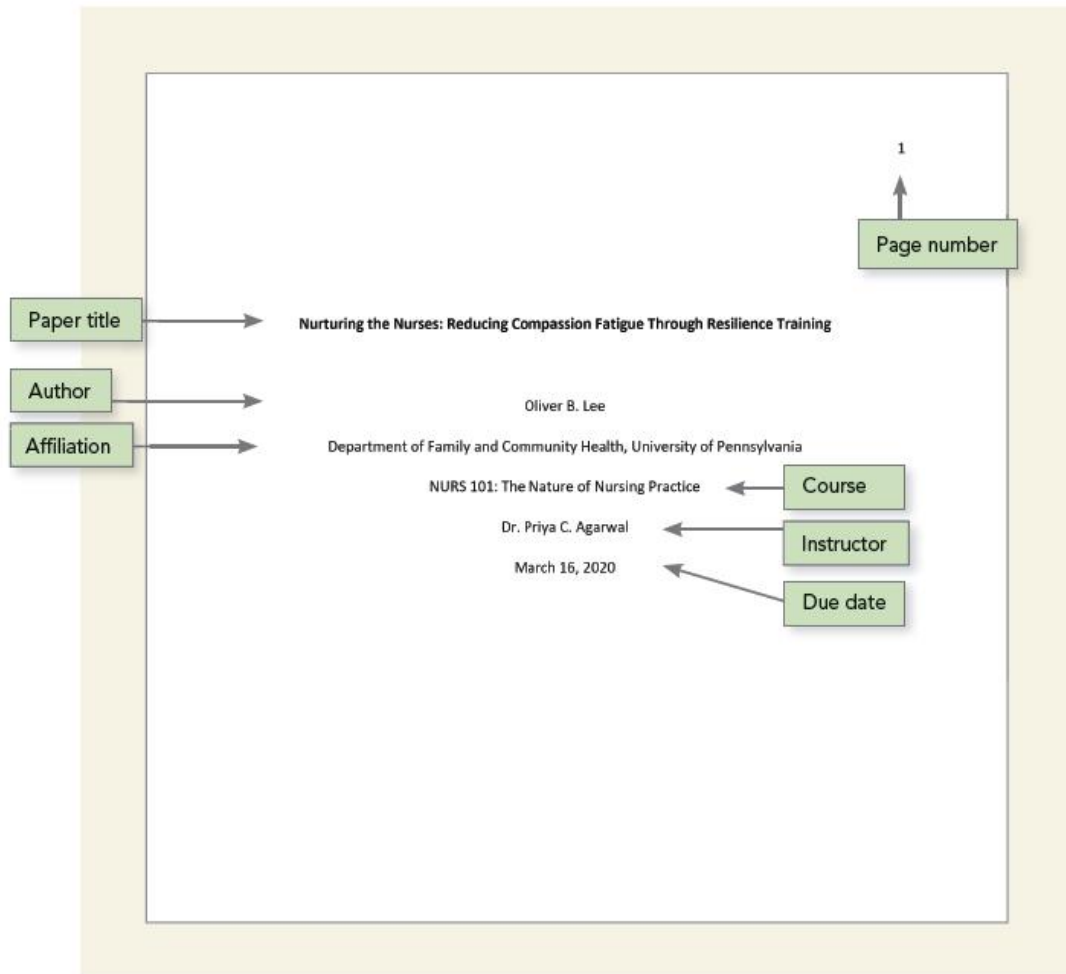 1
Page number
Paper title
Nurturing the Nurses: Reducing Compassion Fatigue Through Resilience Training
Author
Oliver B. Lee
Affiliation
Department of Family and Community Health, University of Pennsylvania
NURS 101: The Nature of Nursing Practice
Course
Dr. Priya C. Agarwal
Instructor
March 16, 2020
Due date